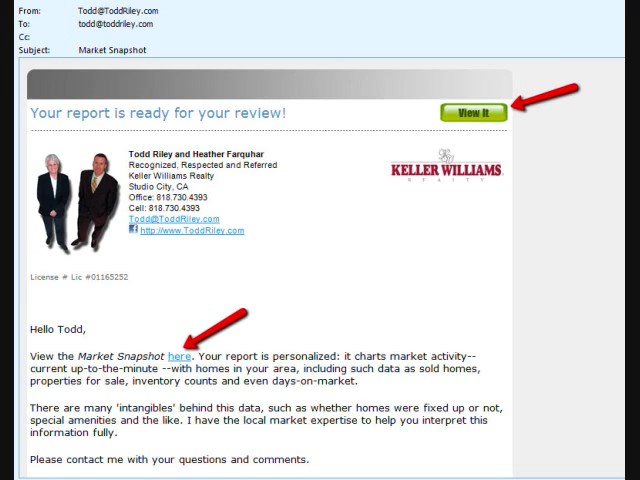 From: Todd@ToddRiley.com
To: todd@toddriley.com
Cc:
Subject: Market Snapshot
Your report is ready for your review!
View It
Todd Riley and Heather Farquhar
Recognized, Respected and Referred
Keller Williams Realty
Studio City, CA
Office: 818.730.4393
Cell: 818.730.4393
Todd@ToddRiley.com
http://www.ToddRiley.com
KELLER WILLIAMS
REALTY
License # Lic #01165252
Hello Todd,
View the Market Snapshot here. Your report is personalized: it charts market activity--
current up-to-the-minute --with homes in your area, including such data as sold homes,
properties for sale, inventory counts and even days-on-market.
There are many 'intangibles' behind this data, such as whether homes were fixed up or not,
special amenities and the like. I have the local market expertise to help you interpret this
information fully.
Please contact me with your questions and comments.